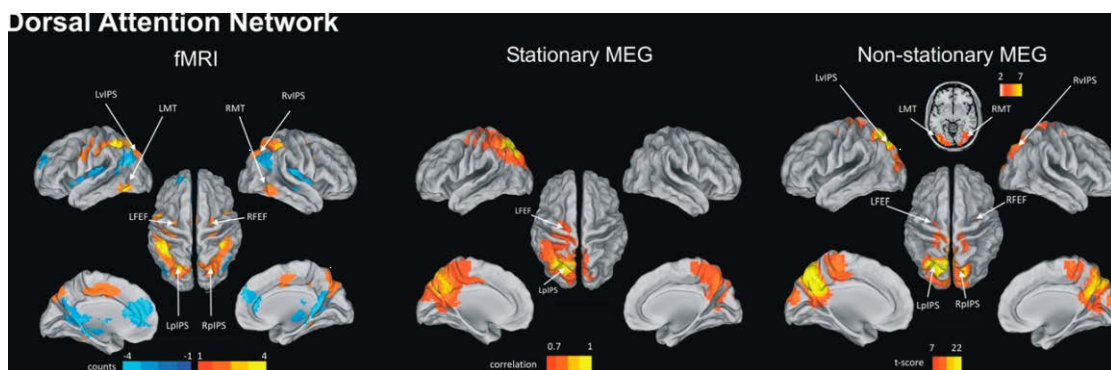 Dorsal Attention Network
fMRI
Stationary MEG
Non-stationary MEG
LvIPS
LMT
RMT
RvIPS
LFEF
RFEF
LpIPS
RpIPS
counts
-4
-1
1
4
LFEF
LpIPS
correlation
0.7
1
LvIPS
2
7
RvIPS
LMT
RMT
LFEF
RFEF
LpIPS
RpIPS
t-score
7
22